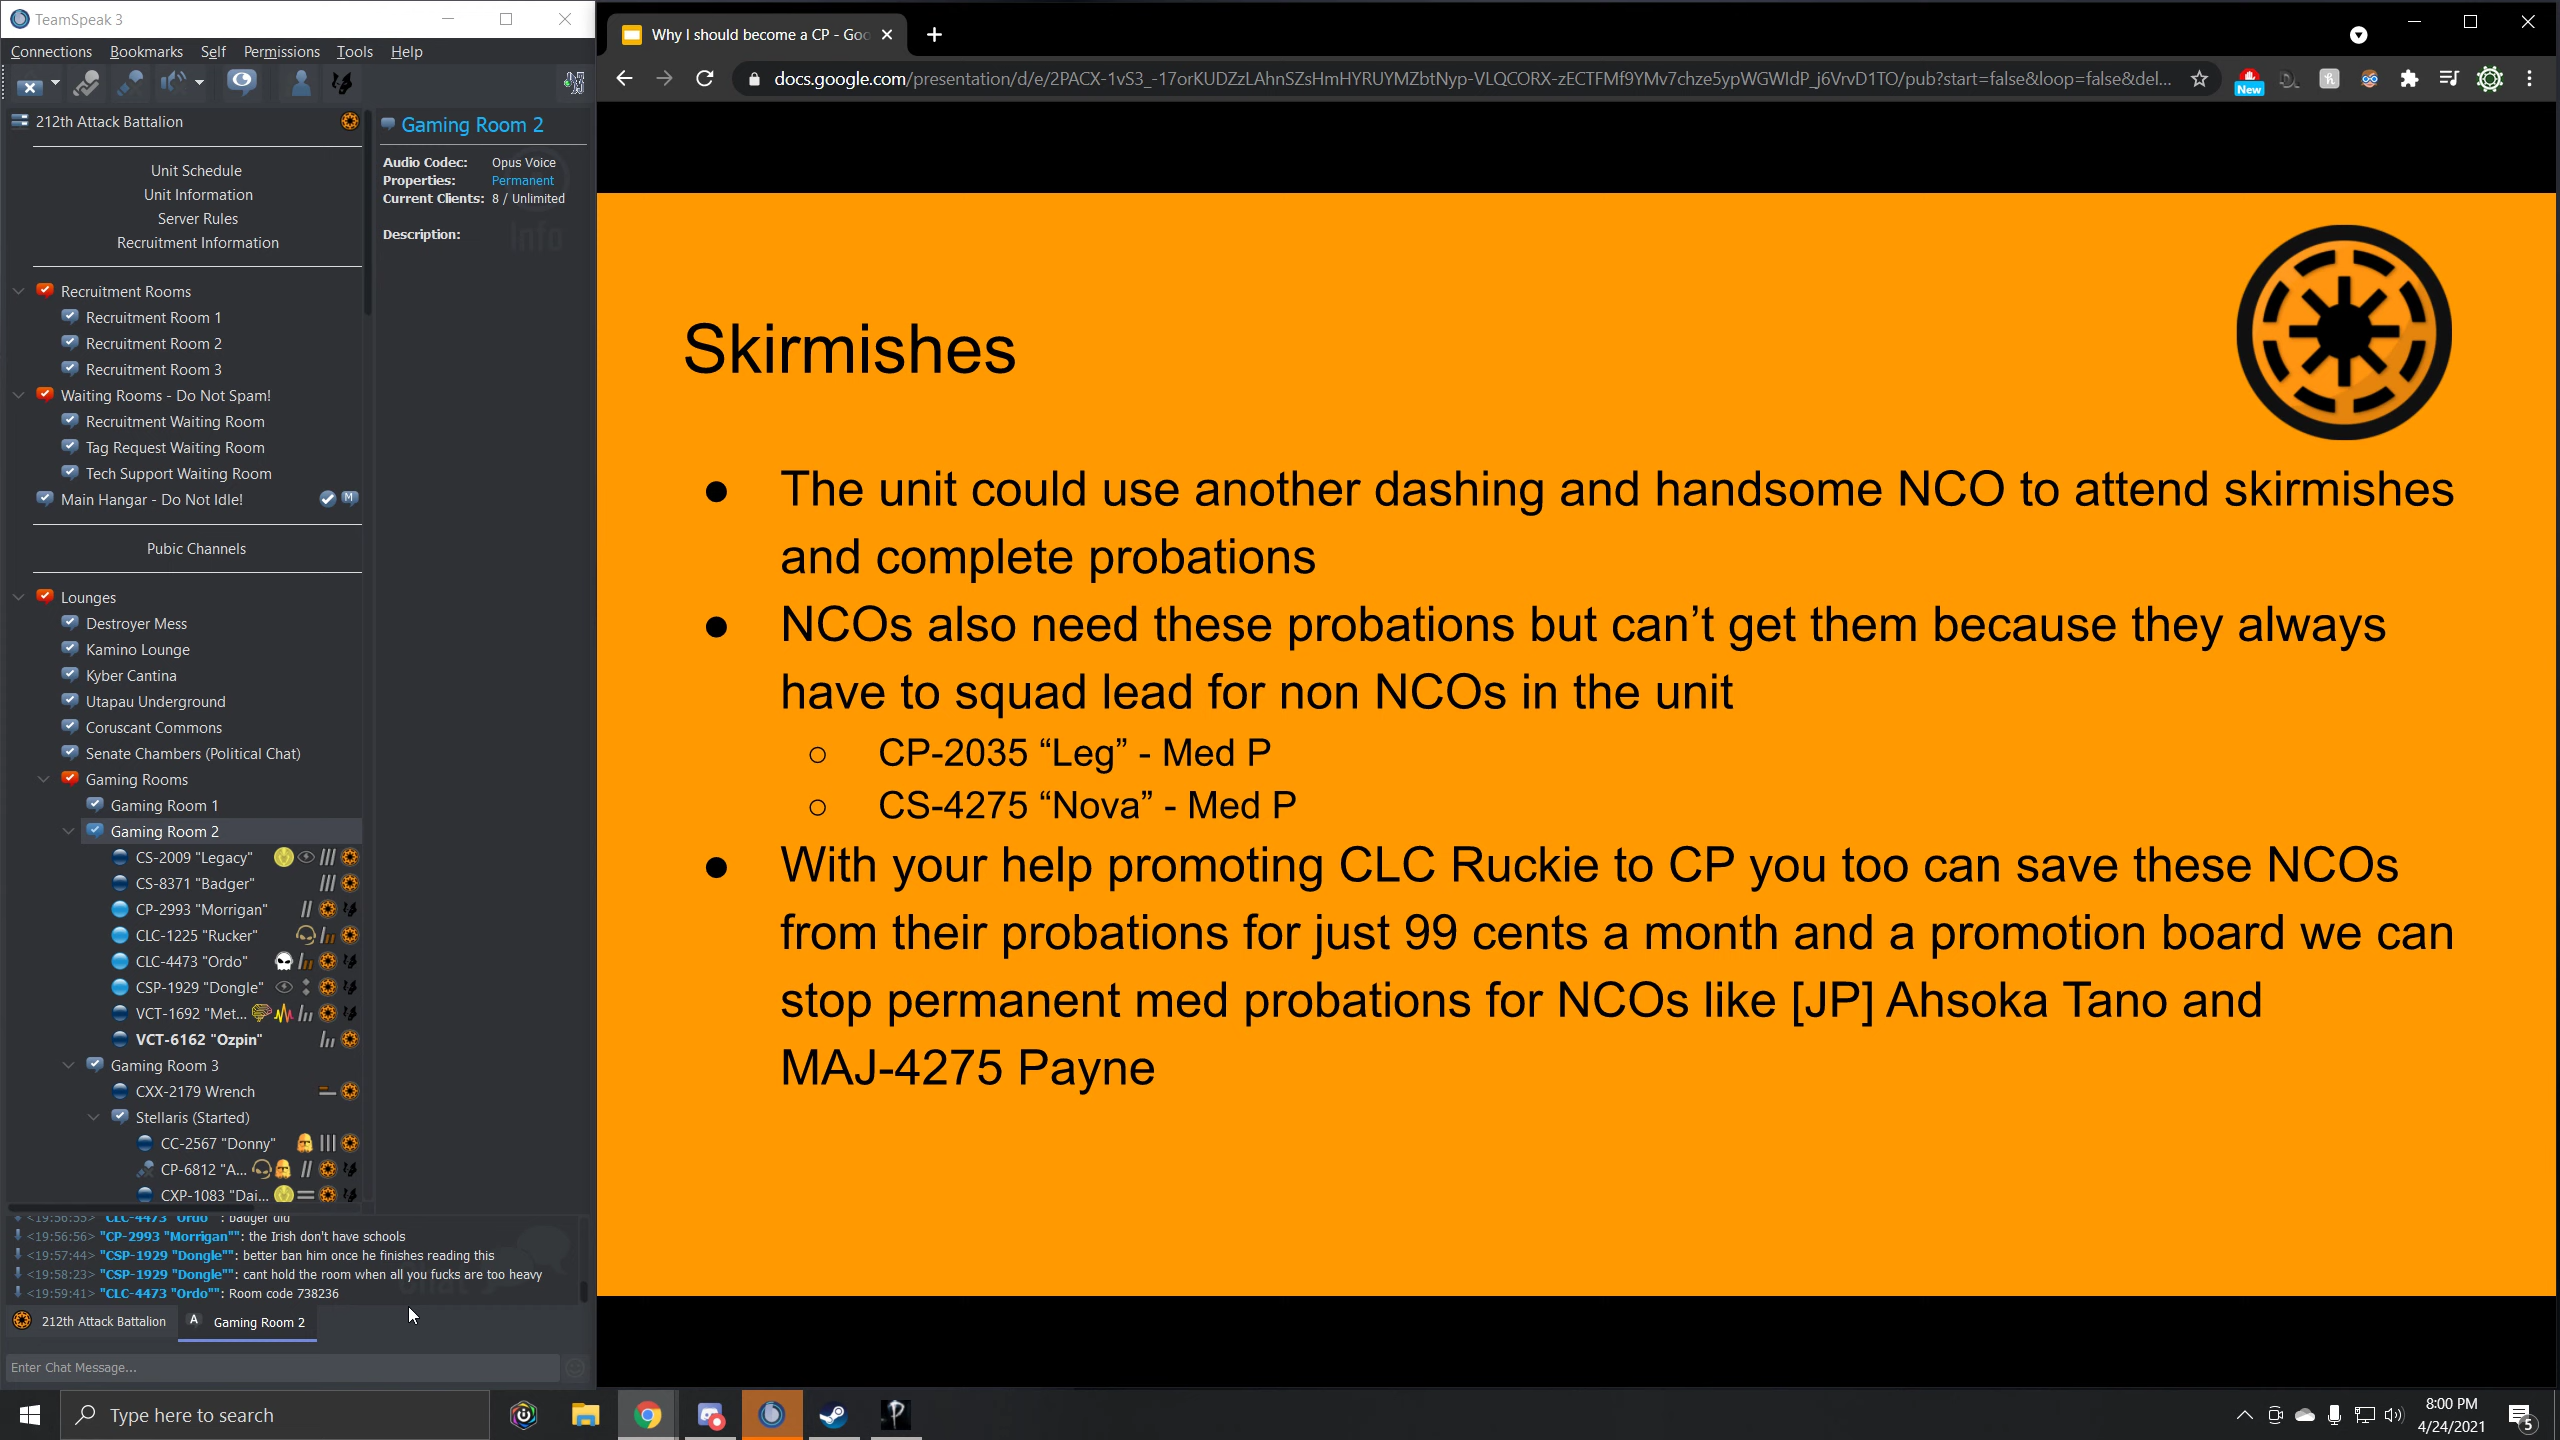 TeamSpeak 3
Connections Bookmarks Self Permissions Tools Help
212th Attack Battalion
Unit Schedule
Unit Information
Server Rules
Recruitment Information
Recruitment Rooms
Recruitment Room 1
Recruitment Room 2
Recruitment Room 3
Waiting Rooms - Do Not Spam!
Recruitment Waiting Room
Tag Request Waiting Room
Tech Support Waiting Room
Main Hangar - Do Not Idle!
M
Pubic Channels
Lounges
Destroyer Mess
Kamino Lounge
Kyber Cantina
Utapau Underground
Coruscant Commons
Senate Chambers (Political Chat)
Gaming Rooms
Gaming Room 1
Gaming Room 2
CS-2009 "Legacy"
CS-8371 "Badger"
CP-2993 "Morrigan"
CLC-1225 "Rucker"
CLC-4473 "Ordo"
CSP-1929 "Dongle"
VCT-1692 "Met...
VCT-6162 "Ozpin"
Gaming Room 3
CXX-2179 Wrench
Stellaris (Started)
CC-2567 "Donny"
CP-6812 "A...
CXP-1083 "Dai...
Gaming Room 2
Audio Codec: Opus Voice
Properties: Permanent
Current Clients: 8 / Unlimited
Description:
Info
<19:56:55> "CLC-4473 "Ordo"": badger did
<19:56:56> "CP-2993 "Morrigan"": the Irish don't have schools
<19:57:44> "CSP-1929 "Dongle"": better ban him once he finishes reading this
<19:58:23> "CSP-1929 "Dongle"": cant hold the room when all you fucks are too heavy
<19:59:41> "CLC-4473 "Ordo"": Room code 738236
212th Attack Battalion
A Gaming Room 2
Enter Chat Message...
Why I should become a CP - Goo
docs.google.com/presentation/d/e/2PACX-1vS3_-17orKUDZzLAhnSZsHmHYRUYMZbtNyp-VLQCORX-zECTFMf9YMv7chze5ypWGWIdP_j6VrvD1TO/pub?start=false&loop=false&del...
New
Skirmishes
● The unit could use another dashing and handsome NCO to attend skirmishes
and complete probations
● NCOs also need these probations but can’t get them because they always
have to squad lead for non NCOs in the unit
○ CP-2035 “Leg” - Med P
○ CS-4275 “Nova” - Med P
● With your help promoting CLC Ruckie to CP you too can save these NCOs
from their probations for just 99 cents a month and a promotion board we can
stop permanent med probations for NCOs like [JP] Ahsoka Tano and
MAJ-4275 Payne
Type here to search
8:00 PM
4/24/2021
5